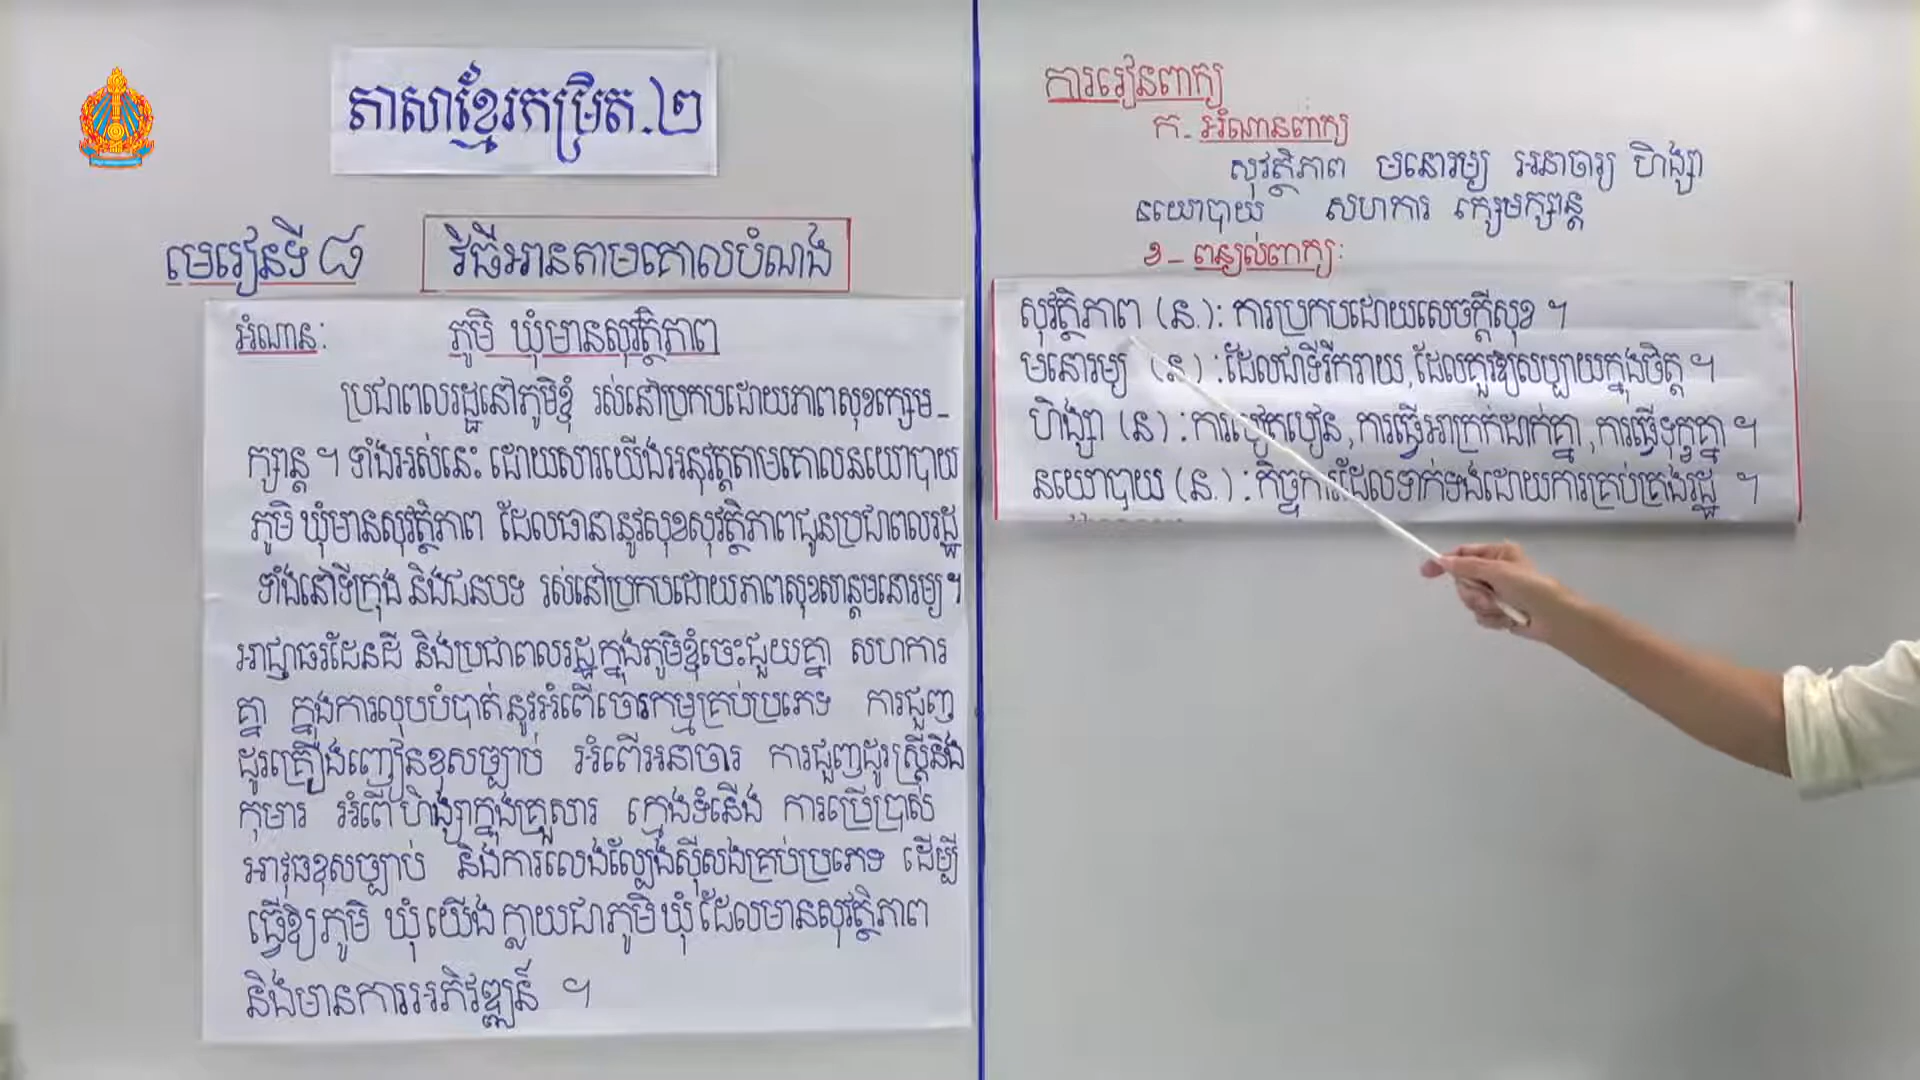 ភាសាខ្មែរកម្រិត.២
មេរៀនទី ៨ វិធីអានតាមគោលបំណង
អំណាន: ភូមិ ឃុំមានសុវត្ថិភាព
ប្រជាពលរដ្ឋនៅភូមិខ្ញុំ រស់នៅប្រកបដោយភាពសុខក្សេម-
ក្សាន្ត ។ ទាំងអស់នេះ ដោយសារយើងអនុវត្តតាមគោលនយោបាយ
ភូមិ ឃុំមានសុវត្ថិភាព ដែលធានានូវសុខសុវត្ថិភាពជូនប្រជាពលរដ្ឋ
ទាំងនៅទីក្រុង និងជនបទ រស់នៅប្រកបដោយភាពសុខសាន្តមនោរម្យ ។
អាជ្ញាធរដែនដី និងប្រជាពលរដ្ឋក្នុងភូមិខ្ញុំចេះជួយគ្នា សហការ
គ្នា ក្នុងការលុបបំបាត់នូវអំពើចោរកម្មគ្រប់ប្រភេទ ការជួញ
ដូរគ្រឿងញៀនខុសច្បាប់ អំពើអនាចារ ការជួញដូរស្ត្រីនិង
កុមារ អំពើហិង្សាក្នុងគ្រួសារ ក្មេងទំនើង ការប្រើប្រាស់
អាវុធខុសច្បាប់ និងការលេងល្បែងស៊ីសងគ្រប់ប្រភេទ ដើម្បី
ធ្វើឱ្យភូមិ ឃុំ យើង ក្លាយជាភូមិ ឃុំ ដែលមានសុវត្ថិភាព
និងមានការអភិវឌ្ឍន៍ ។
ការរៀនពាក្យ
ក- អំណានពាក្យ
សុវត្ថិភាព មនោរម្យ អនាចារ្យ ហិង្សា
នយោបាយ សហការ ក្សេមក្សាន្ត
ខ - ពន្យល់ពាក្យ:
សុវត្ថិភាព (ន.): ការប្រកបដោយសេចក្ដីសុខ ។
មនោរម្យ (ន) : ដែលជាទីរីករាយ, ដែលគួរឱ្យសប្បាយក្នុងចិត្ត ។
ហិង្សា (ន) : ការបៀតបៀន, ការធ្វើអាក្រក់ដាក់គ្នា, ការធ្វើទុក្ខគ្នា ។
នយោបាយ (ន.) : កិច្ចការដែលទាក់ទងដោយការគ្រប់គ្រងរដ្ឋ ។